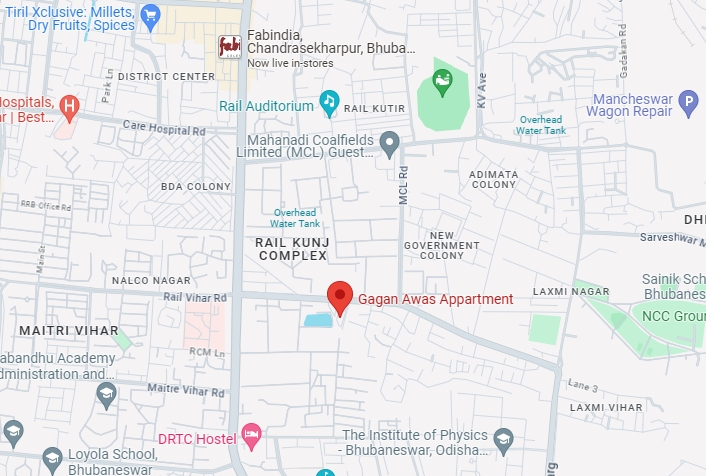 Tiril Xclusive: Millets,
Dry Fruits, Spices
Fabindia,
Chandrasekharpur, Bhuba...
Now live in-stores
Park Ln
DISTRICT CENTER
Gadakan Rd
KV Ave
Hospitals,
ar | Best...
Rail Auditorium
RAIL KUTIR
Mancheswar
Wagon Repair
Care Hospital Rd
Overhead
Water Tank
Mahanadi Coalfields
Limited (MCL) Guest...
BDA COLONY
MCL Rd
ADIMATA
COLONY
RRB Office Rd
Overhead
Water Tank
DHI
Main St
RAIL KUNJ
COMPLEX
NEW
GOVERNMENT
COLONY
Sarveshwar M
NALCO NAGAR
Rail Vihar Rd
Gagan Awas Appartment
LAXMI NAGAR
Sainik Sch
Bhubanes
NCC Groun
MAITRI VIHAR
RCM Ln
abandhu Academy
dministration and...
Maitre Vihar Rd
Lane 3
LAXMI VIHAR
DRTC Hostel
The Institute of Physics
- Bhubaneswar, Odisha...
Loyola School,
Bhubaneswar
arg